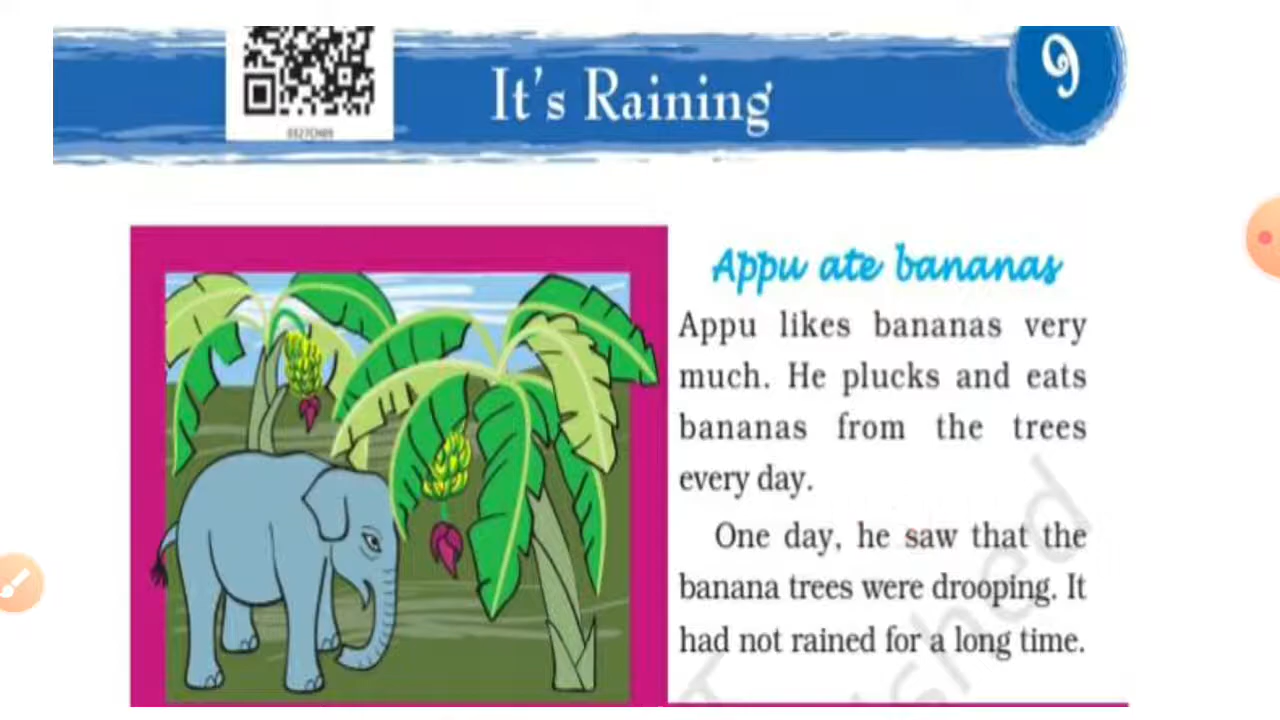 It's Raining
9
Appu ate bananas
Appu likes bananas very
much. He plucks and eats
bananas from the trees
every day.
One day, he saw that the
banana trees were drooping. It
had not rained for a long time.